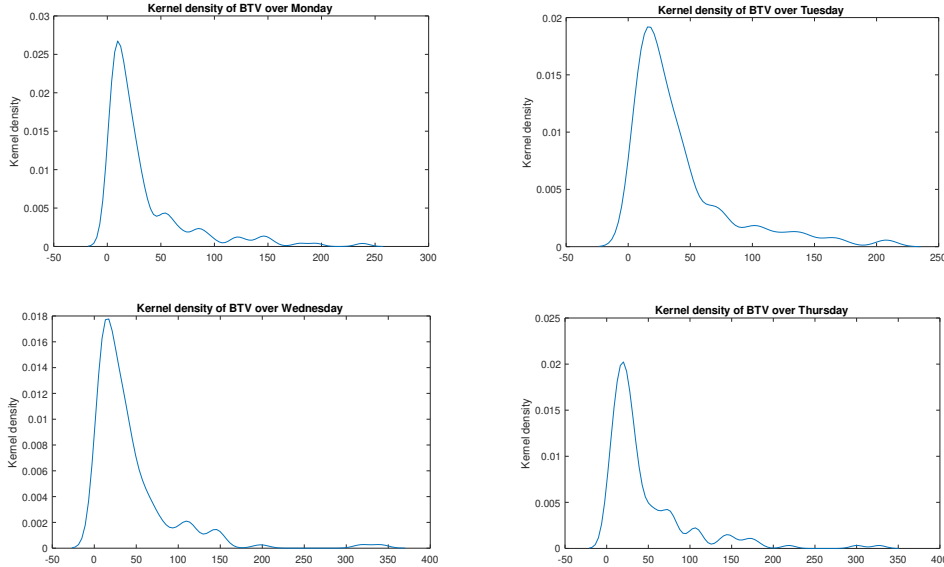 Kernel density of BTV over Monday
0.03
0.025
0.02
0.015
0.01
0.005
0
Kernel density
-50 0 50 100 150 200 250 300
Kernel density of BTV over Tuesday
0.02
0.015
0.01
0.005
0
Kernel density
-50 0 50 100 150 200 250
Kernel density of BTV over Wednesday
0.018
0.016
0.014
0.012
0.01
0.008
0.006
0.004
0.002
0
Kernel density
-50 0 50 100 150 200 250 300 350 400
Kernel density of BTV over Thursday
0.025
0.02
0.015
0.01
0.005
0
Kernel density
-50 0 50 100 150 200 250 300 350 400